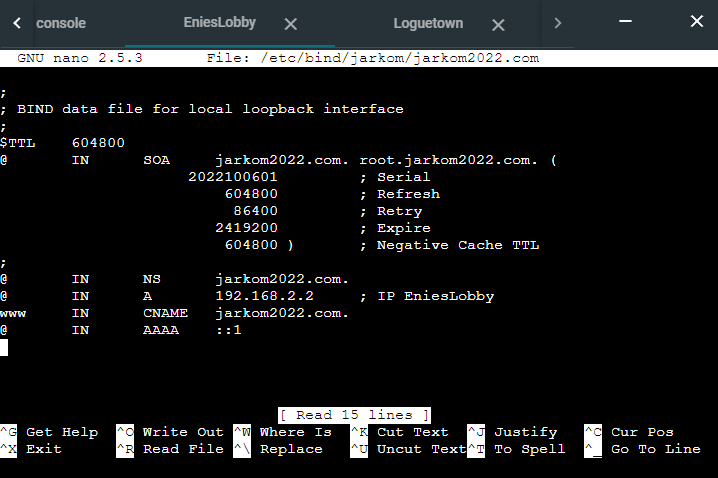 console EniesLobby Loguetown
GNU nano 2.5.3 File: /etc/bind/jarkom/jarkom2022.com
;
; BIND data file for local loopback interface
;
$TTL 604800
@ IN SOA jarkom2022.com. root.jarkom2022.com. (
2022100601 ; Serial
604800 ; Refresh
86400 ; Retry
2419200 ; Expire
604800 ) ; Negative Cache TTL
;
@ IN NS jarkom2022.com.
@ IN A 192.168.2.2 ; IP EniesLobby
www IN CNAME jarkom2022.com.
@ IN AAAA ::1
[ Read 15 lines ]
^G Get Help ^O Write Out ^W Where Is ^K Cut Text ^J Justify ^C Cur Pos
^X Exit ^R Read File ^\ Replace ^U Uncut Text ^T To Spell ^_ Go To Line